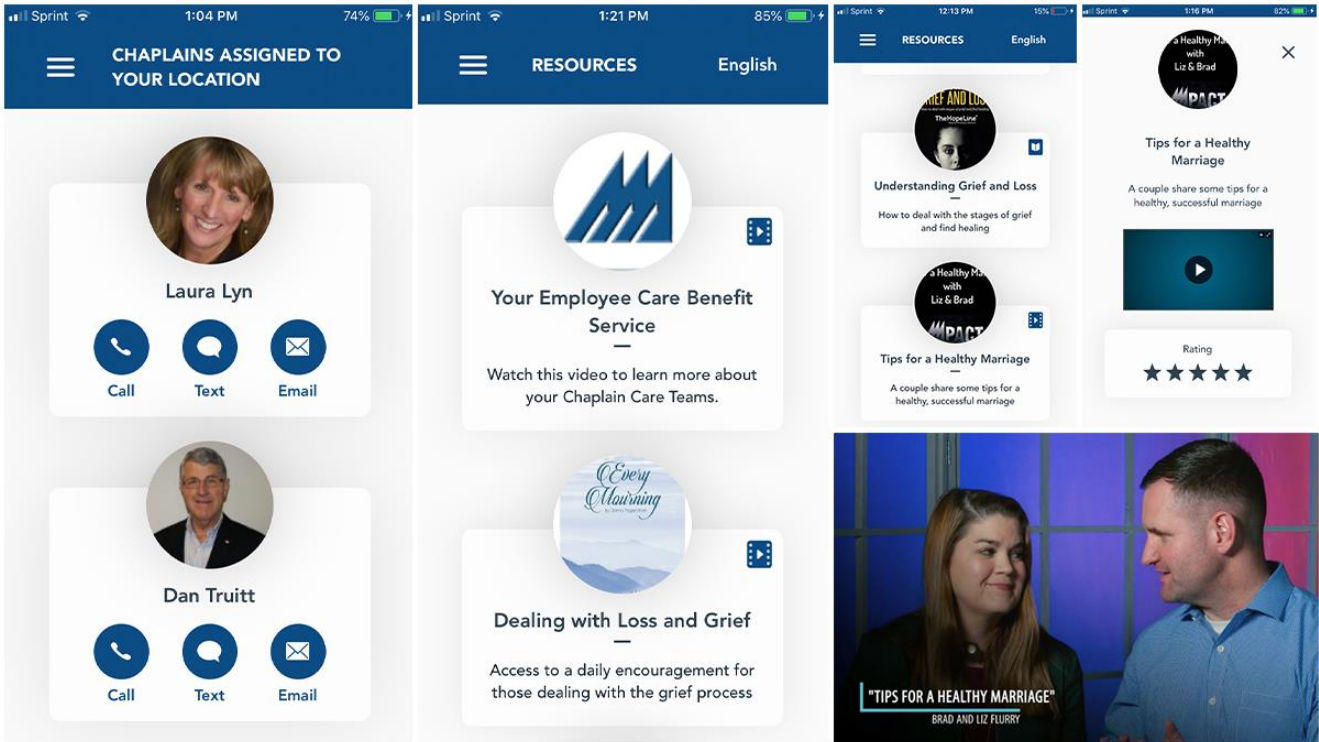 Sprint
1:04 PM
74%
CHAPLAINS ASSIGNED TO
YOUR LOCATION
Laura Lyn
Call
Text
Email
Dan Truitt
Call
Text
Email
Sprint
1:21 PM
85%
RESOURCES
English
Your Employee Care Benefit
Service
Watch this video to learn more about
your Chaplain Care Teams.
Every
Mourning
Dealing with Loss and Grief
Access to a daily encouragement for
those dealing with the grief process
Sprint
12:13 PM
15%
RESOURCES
English
GRIEF AND LOSS
TheHopeLine
Understanding Grief and Loss
How to deal with the stages of grief
and find healing
a Healthy Ma
with
Liz & Brad
MPACT
Tips for a Healthy Marriage
A couple share some tips for a
healthy, successful marriage
Sprint
1:16 PM
82%
a Healthy Ma
with
Liz & Brad
MPACT
Tips for a Healthy
Marriage
A couple share some tips for a
healthy, successful marriage
Rating
"TIPS FOR A HEALTHY MARRIAGE"
BRAD AND LIZ FLURRY